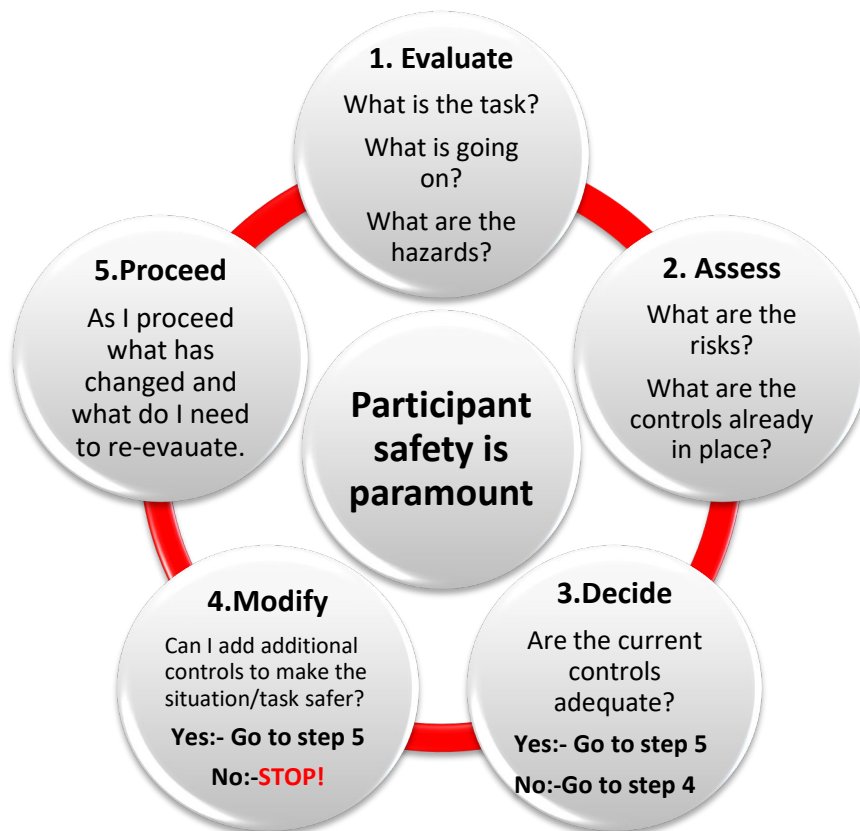 1. Evaluate
What is the task?
What is going
on?
What are the
hazards?
2. Assess
What are the
risks?
What are the
controls already
in place?
3.Decide
Are the current
controls
adequate?
Yes:- Go to step 5
No:-Go to step 4
4.Modify
Can I add additional
controls to make the
situation/task safer?
Yes:- Go to step 5
No:-STOP!
5.Proceed
As I proceed
what has
changed and
what do I need
to re-evauate.
Participant
safety is
paramount